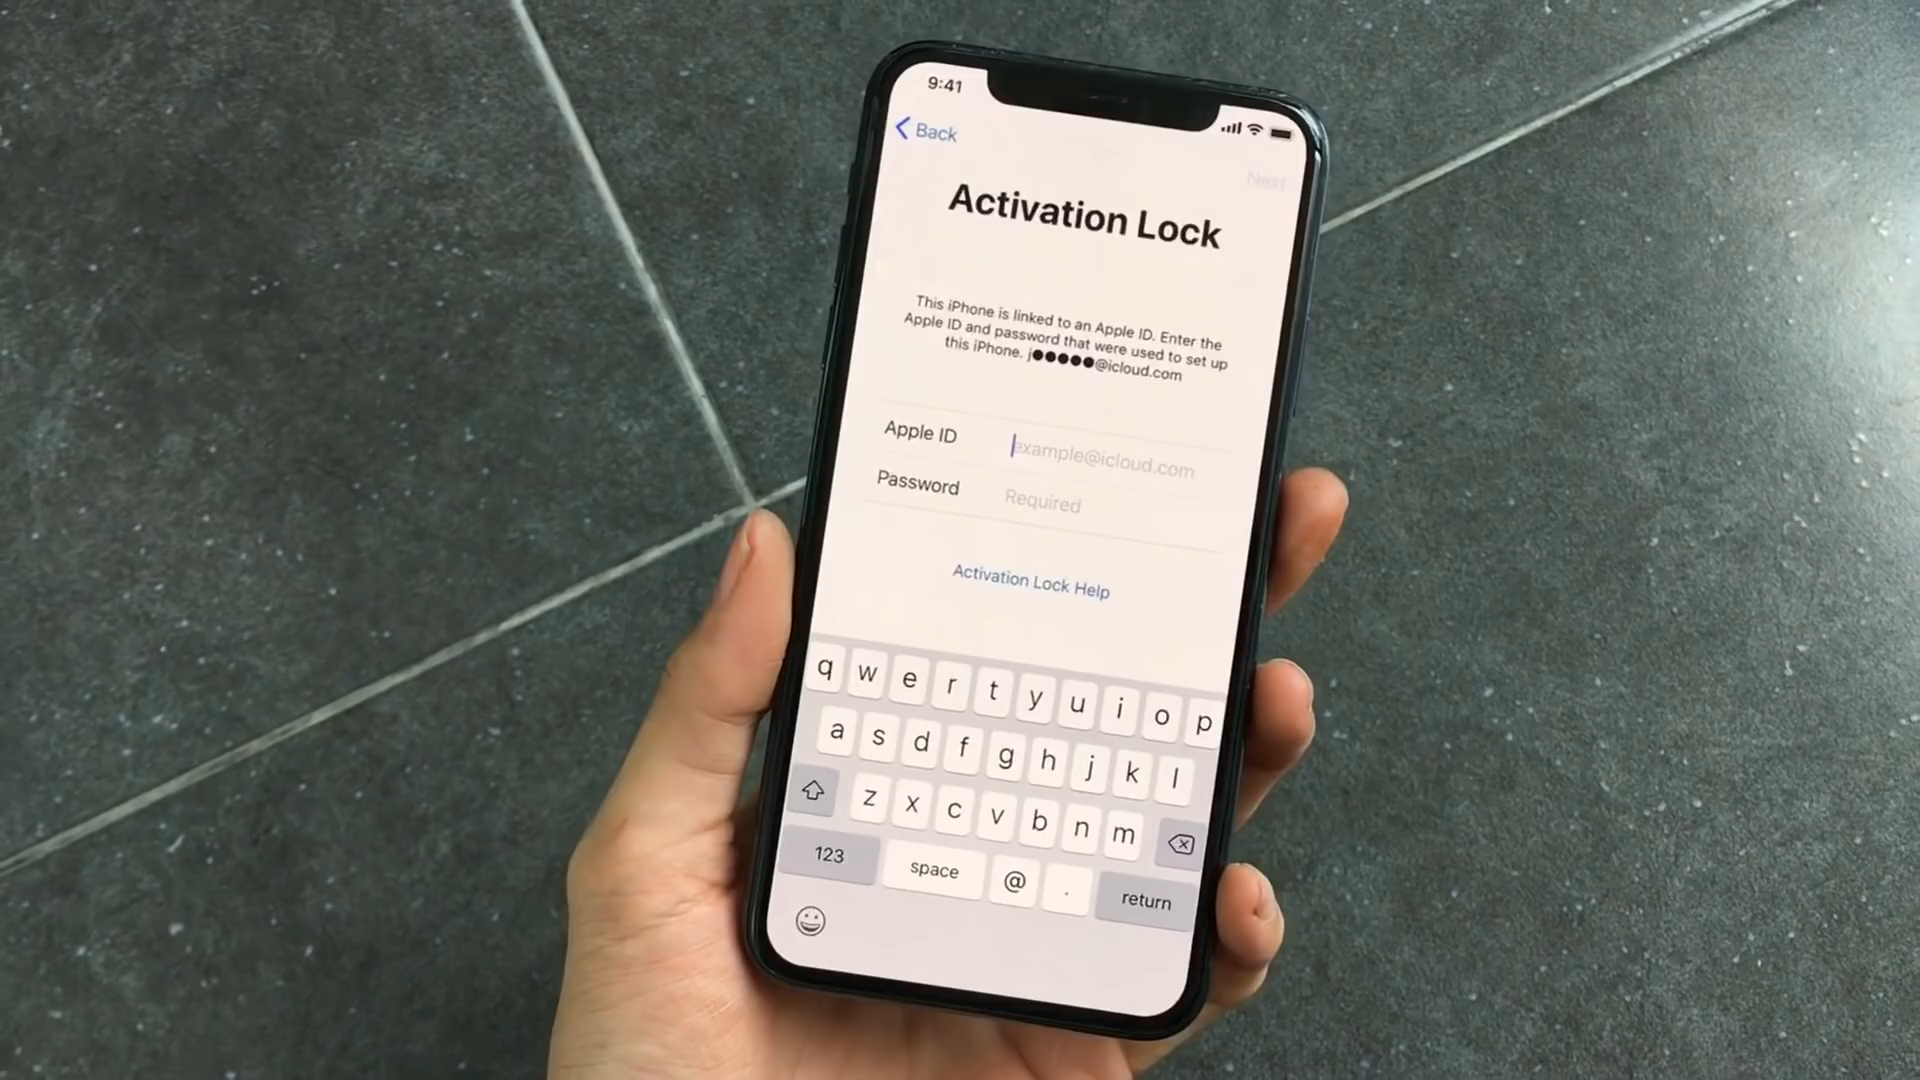 9:41
Back
Next
Activation Lock
This iPhone is linked to an Apple ID. Enter the
Apple ID and password that were used to set up
this iPhone. j●●●●●@icloud.com
Apple ID example@icloud.com
Password Required
Activation Lock Help
q w e r t y u i o p
a s d f g h j k l
z x c v b n m
123 space @ . return